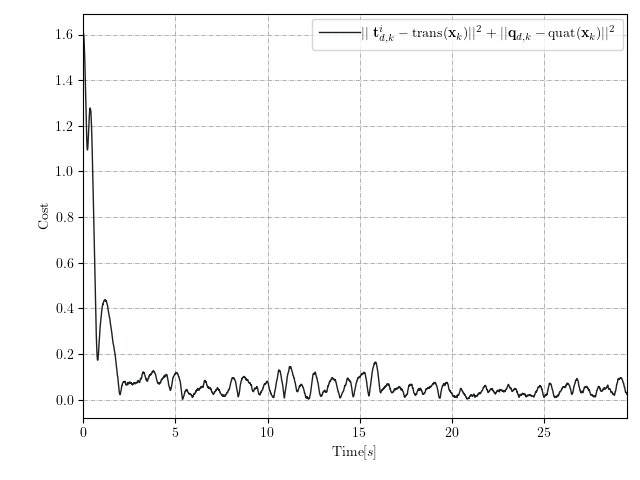 || t^i_{d,k} − trans(x_k)||² + ||q_{d,k} − quat(x_k)||²
1.6
1.4
1.2
1.0
0.8
0.6
0.4
0.2
0.0
Cost
0 5 10 15 20 25
Time[s]